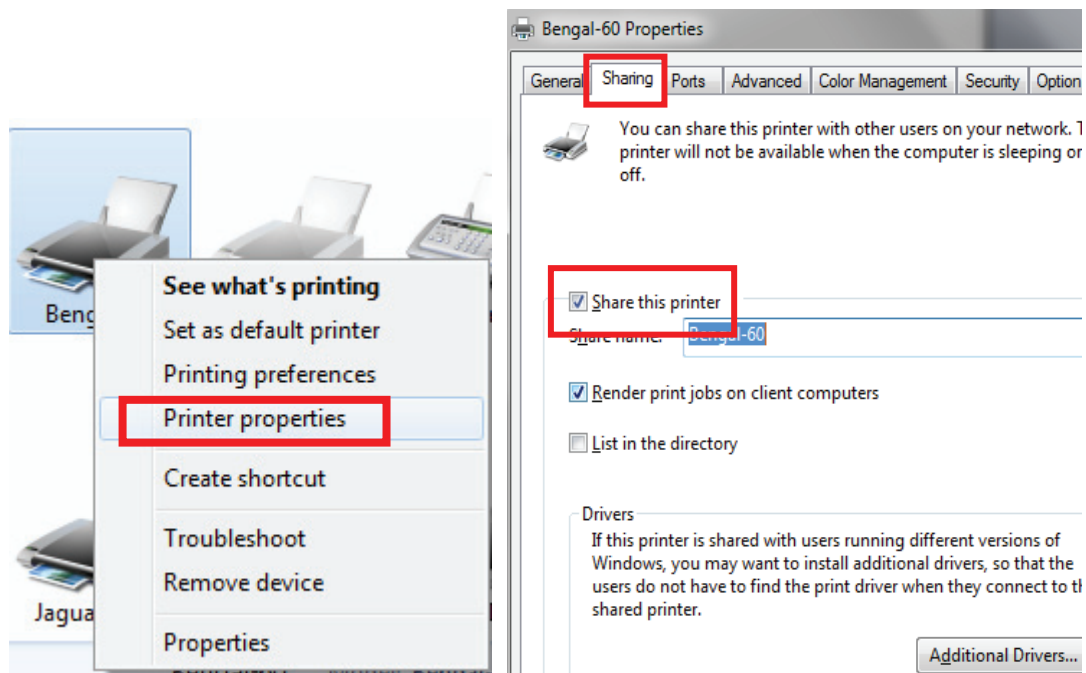 Beng
See what's printing
Set as default printer
Printing preferences
Printer properties
Create shortcut
Troubleshoot
Remove device
Properties
Jagua
Bengal-60 Properties
General Sharing Ports Advanced Color Management Security Option
You can share this printer with other users on your network. T
printer will not be available when the computer is sleeping or
off.
Share this printer
Share name: Bengal-60
Render print jobs on client computers
List in the directory
Drivers
If this printer is shared with users running different versions of
Windows, you may want to install additional drivers, so that the
users do not have to find the print driver when they connect to th
shared printer.
Additional Drivers...